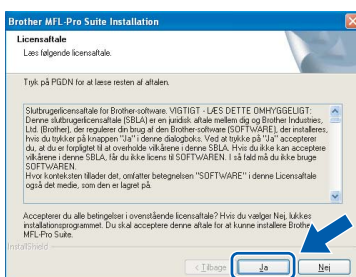 Brother MFL-Pro Suite Installation
Licensaftale
Læs følgende licensaftale.
Tryk på PGDN for at læse resten af aftalen.
Slutbrugerlicensaftale for Brother-software. VIGTIGT - LÆS DETTE OMHYGGELIGT:
Denne slutbrugerlicensaftale (SBLA) er en juridisk aftale mellem dig og Brother Industries,
Ltd. (Brother), der regulerer din brug af den Brother-software (SOFTWARE), der installeres,
hvis du trykker på knappen "Ja" i denne dialogboks. Ved at trykke på "Ja" accepterer
du, at du er forpligtet til at overholde vilkårene i denne SBLA. Hvis du ikke kan acceptere
vilkårene i denne SBLA, får du ikke licens til SOFTWAREN. I så fald må du ikke bruge
SOFTWAREN.
Hvor konteksten tillader det, omfatter betegnelsen "SOFTWARE" i denne Licensaftale
også det medie, som den er lagret på.
Accepterer du alle betingelser i ovenstående licensaftale? Hvis du vælger Nej, lukkes
installationsprogrammet. Du skal acceptere denne aftale for at kunne installere Brother
MFL-Pro Suite.
InstallShield
< Tilbage
Ja
Nej